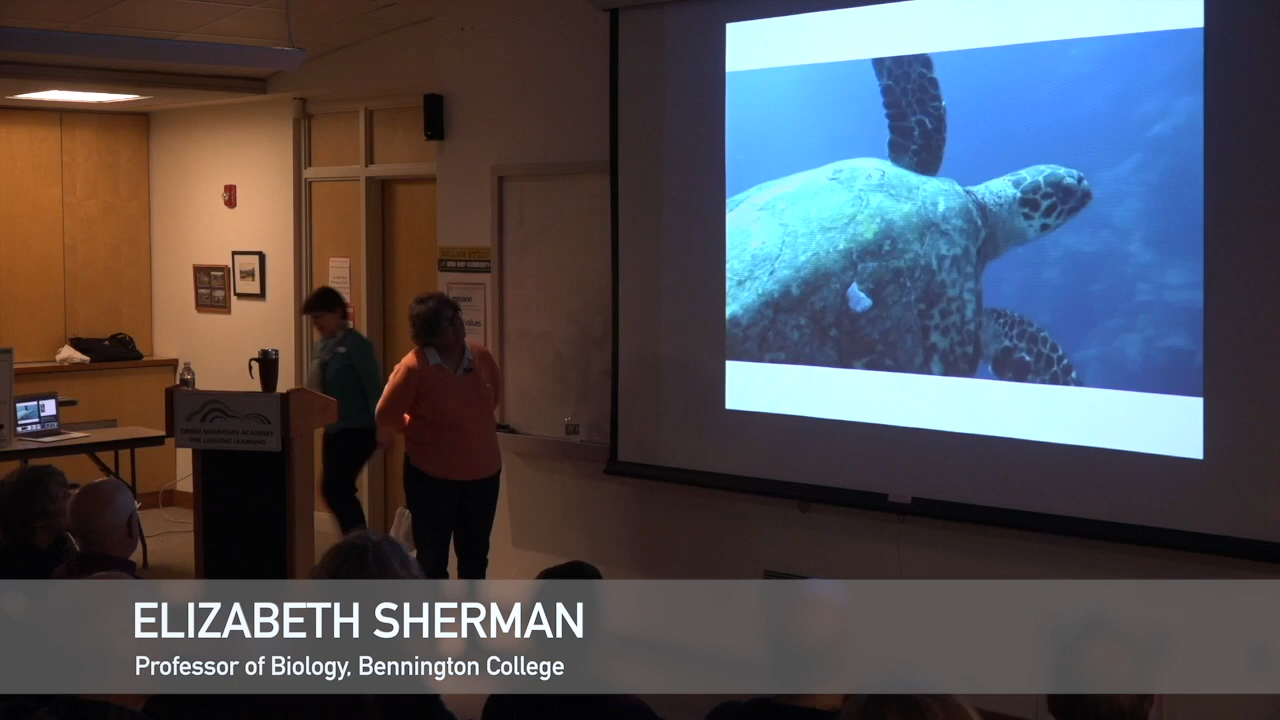 GREEN MOUNTAIN ACADEMY
FOR LIFELONG LEARNING
ELIZABETH SHERMAN
Professor of Biology, Bennington College